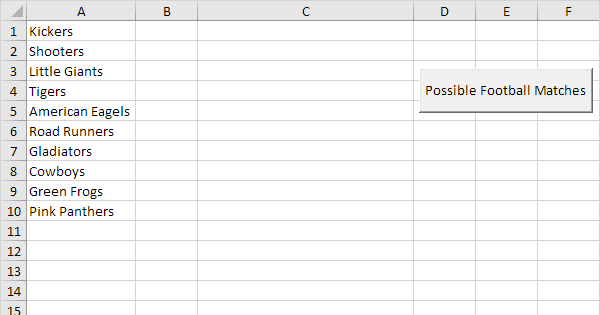 A B C D E F
1 Kickers
2 Shooters
3 Little Giants
4 Tigers
5 American Eagels
6 Road Runners
7 Gladiators
8 Cowboys
9 Green Frogs
10 Pink Panthers
11
12
13
14
15
Possible Football Matches